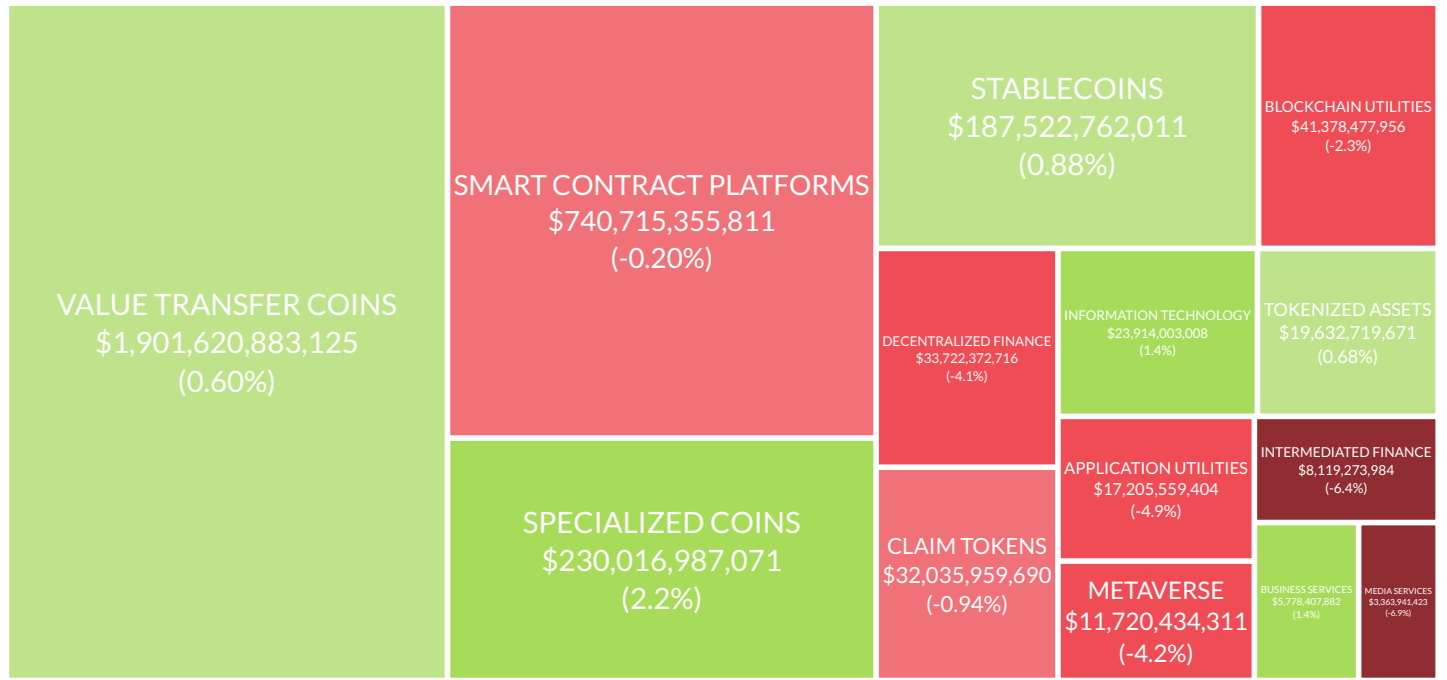 VALUE TRANSFER COINS
$1,901,620,883,125
(0.60%)
SMART CONTRACT PLATFORMS
$740,715,355,811
(-0.20%)
SPECIALIZED COINS
$230,016,987,071
(2.2%)
STABLECOINS
$187,522,762,011
(0.88%)
BLOCKCHAIN UTILITIES
$41,378,477,956
(-2.3%)
DECENTRALIZED FINANCE
$33,722,372,716
(-4.1%)
CLAIM TOKENS
$32,035,959,690
(-0.94%)
INFORMATION TECHNOLOGY
$23,914,003,008
(1.4%)
TOKENIZED ASSETS
$19,632,719,671
(0.68%)
APPLICATION UTILITIES
$17,205,559,404
(-4.9%)
METAVERSE
$11,720,434,311
(-4.2%)
INTERMEDIATED FINANCE
$8,119,273,984
(-6.4%)
BUSINESS SERVICES
$5,778,407,882
(1.4%)
MEDIA SERVICES
$3,363,941,423
(-6.9%)